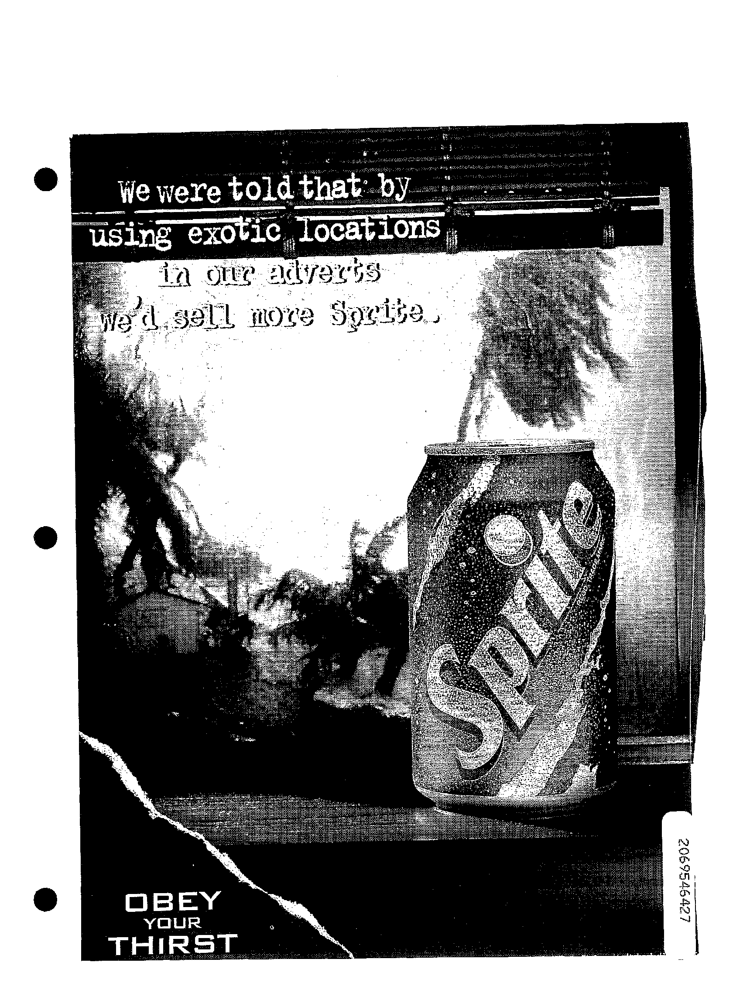 We were told that by
using exotic locations
in our adverts
we'd sell more Sprite.
Sprite
OBEY
YOUR
THIRST
2069546427